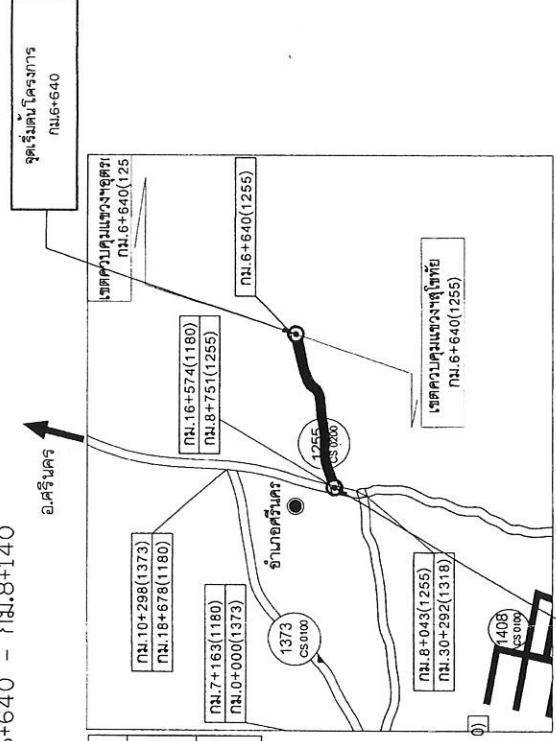 จุดเริ่มต้นโครงการ
กม.6+640
6+640 - กม.8+140
อ.ศรีนคร
เขตควบคุมแขวงฯอุตร
กม.6+640(125
กม.16+574(1180)
กม.8+751(1255)
กม.6+640(1255)
กม.10+298(1373)
กม.18+678(1180)
อำเภอศรีนคร
1255
CS 0200
กม.7+163(1180)
กม.0+000(1373)
1373
CS 0100
เขตควบคุมแขวงฯสุโขทัย
กม.6+640(1255)
กม.8+043(1255)
กม.30+292(1318)
1408
CS 0100
0)